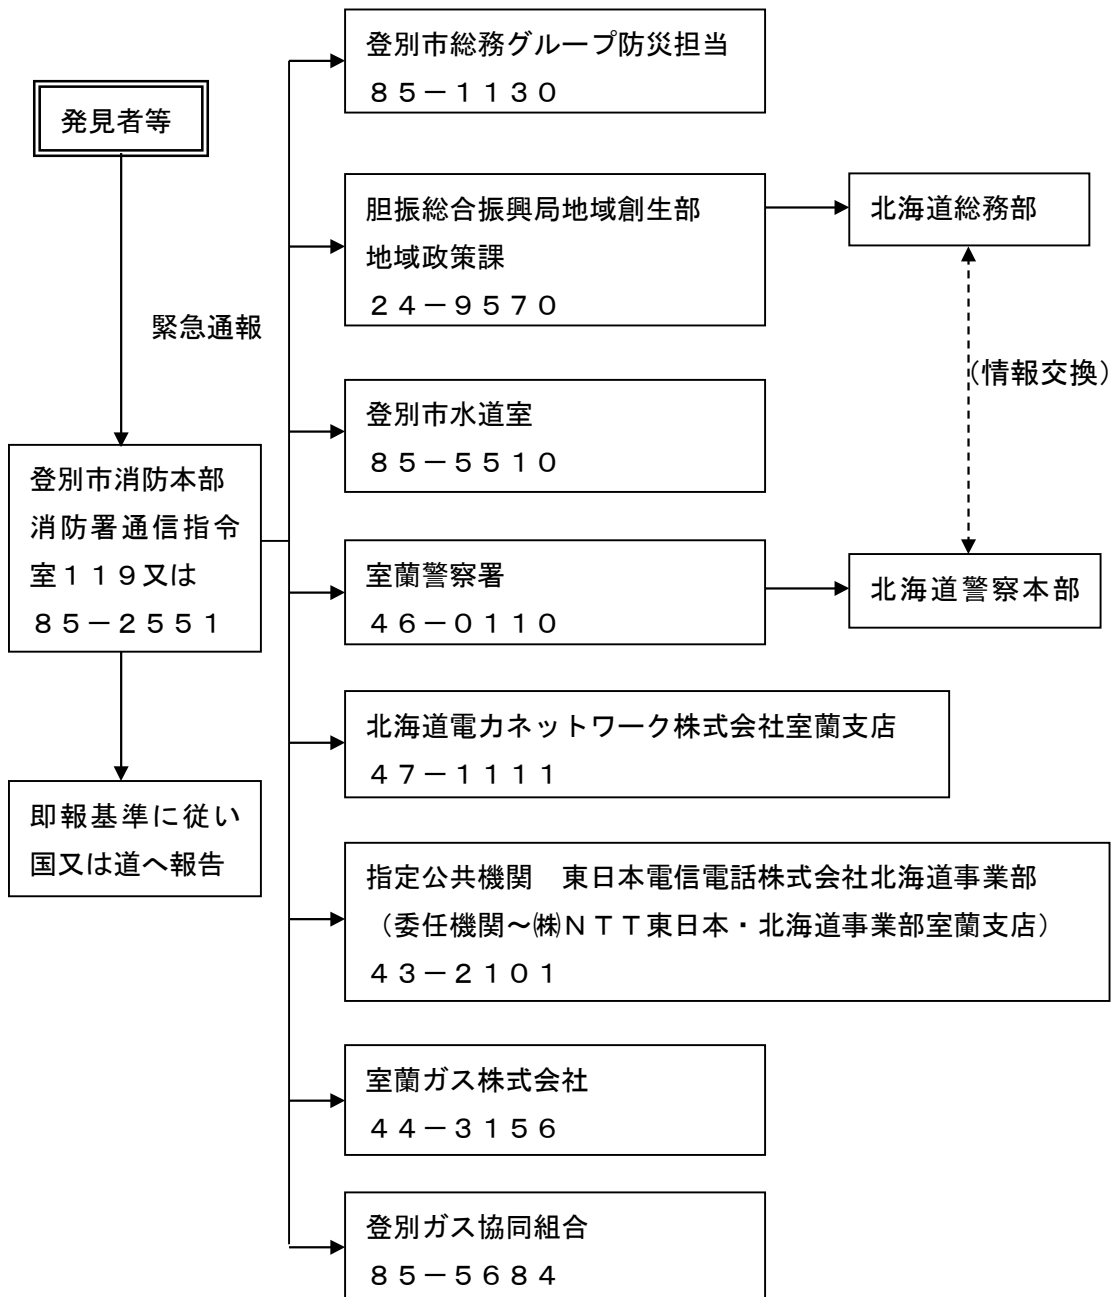 登別市総務グループ防災担当
８５－１１３０
発見者等
胆振総合振興局地域創生部
地域政策課
２４－９５７０
北海道総務部
緊急通報
（情報交換）
登別市水道室
８５－５５１０
登別市消防本部
消防署通信指令
室１１９又は
８５－２５５１
室蘭警察署
４６－０１１０
北海道警察本部
北海道電力ネットワーク株式会社室蘭支店
４７－１１１１
即報基準に従い
国又は道へ報告
指定公共機関　東日本電信電話株式会社北海道事業部
（委任機関～㈱ＮＴＴ東日本・北海道事業部室蘭支店）
４３－２１０１
室蘭ガス株式会社
４４－３１５６
登別ガス協同組合
８５－５６８４